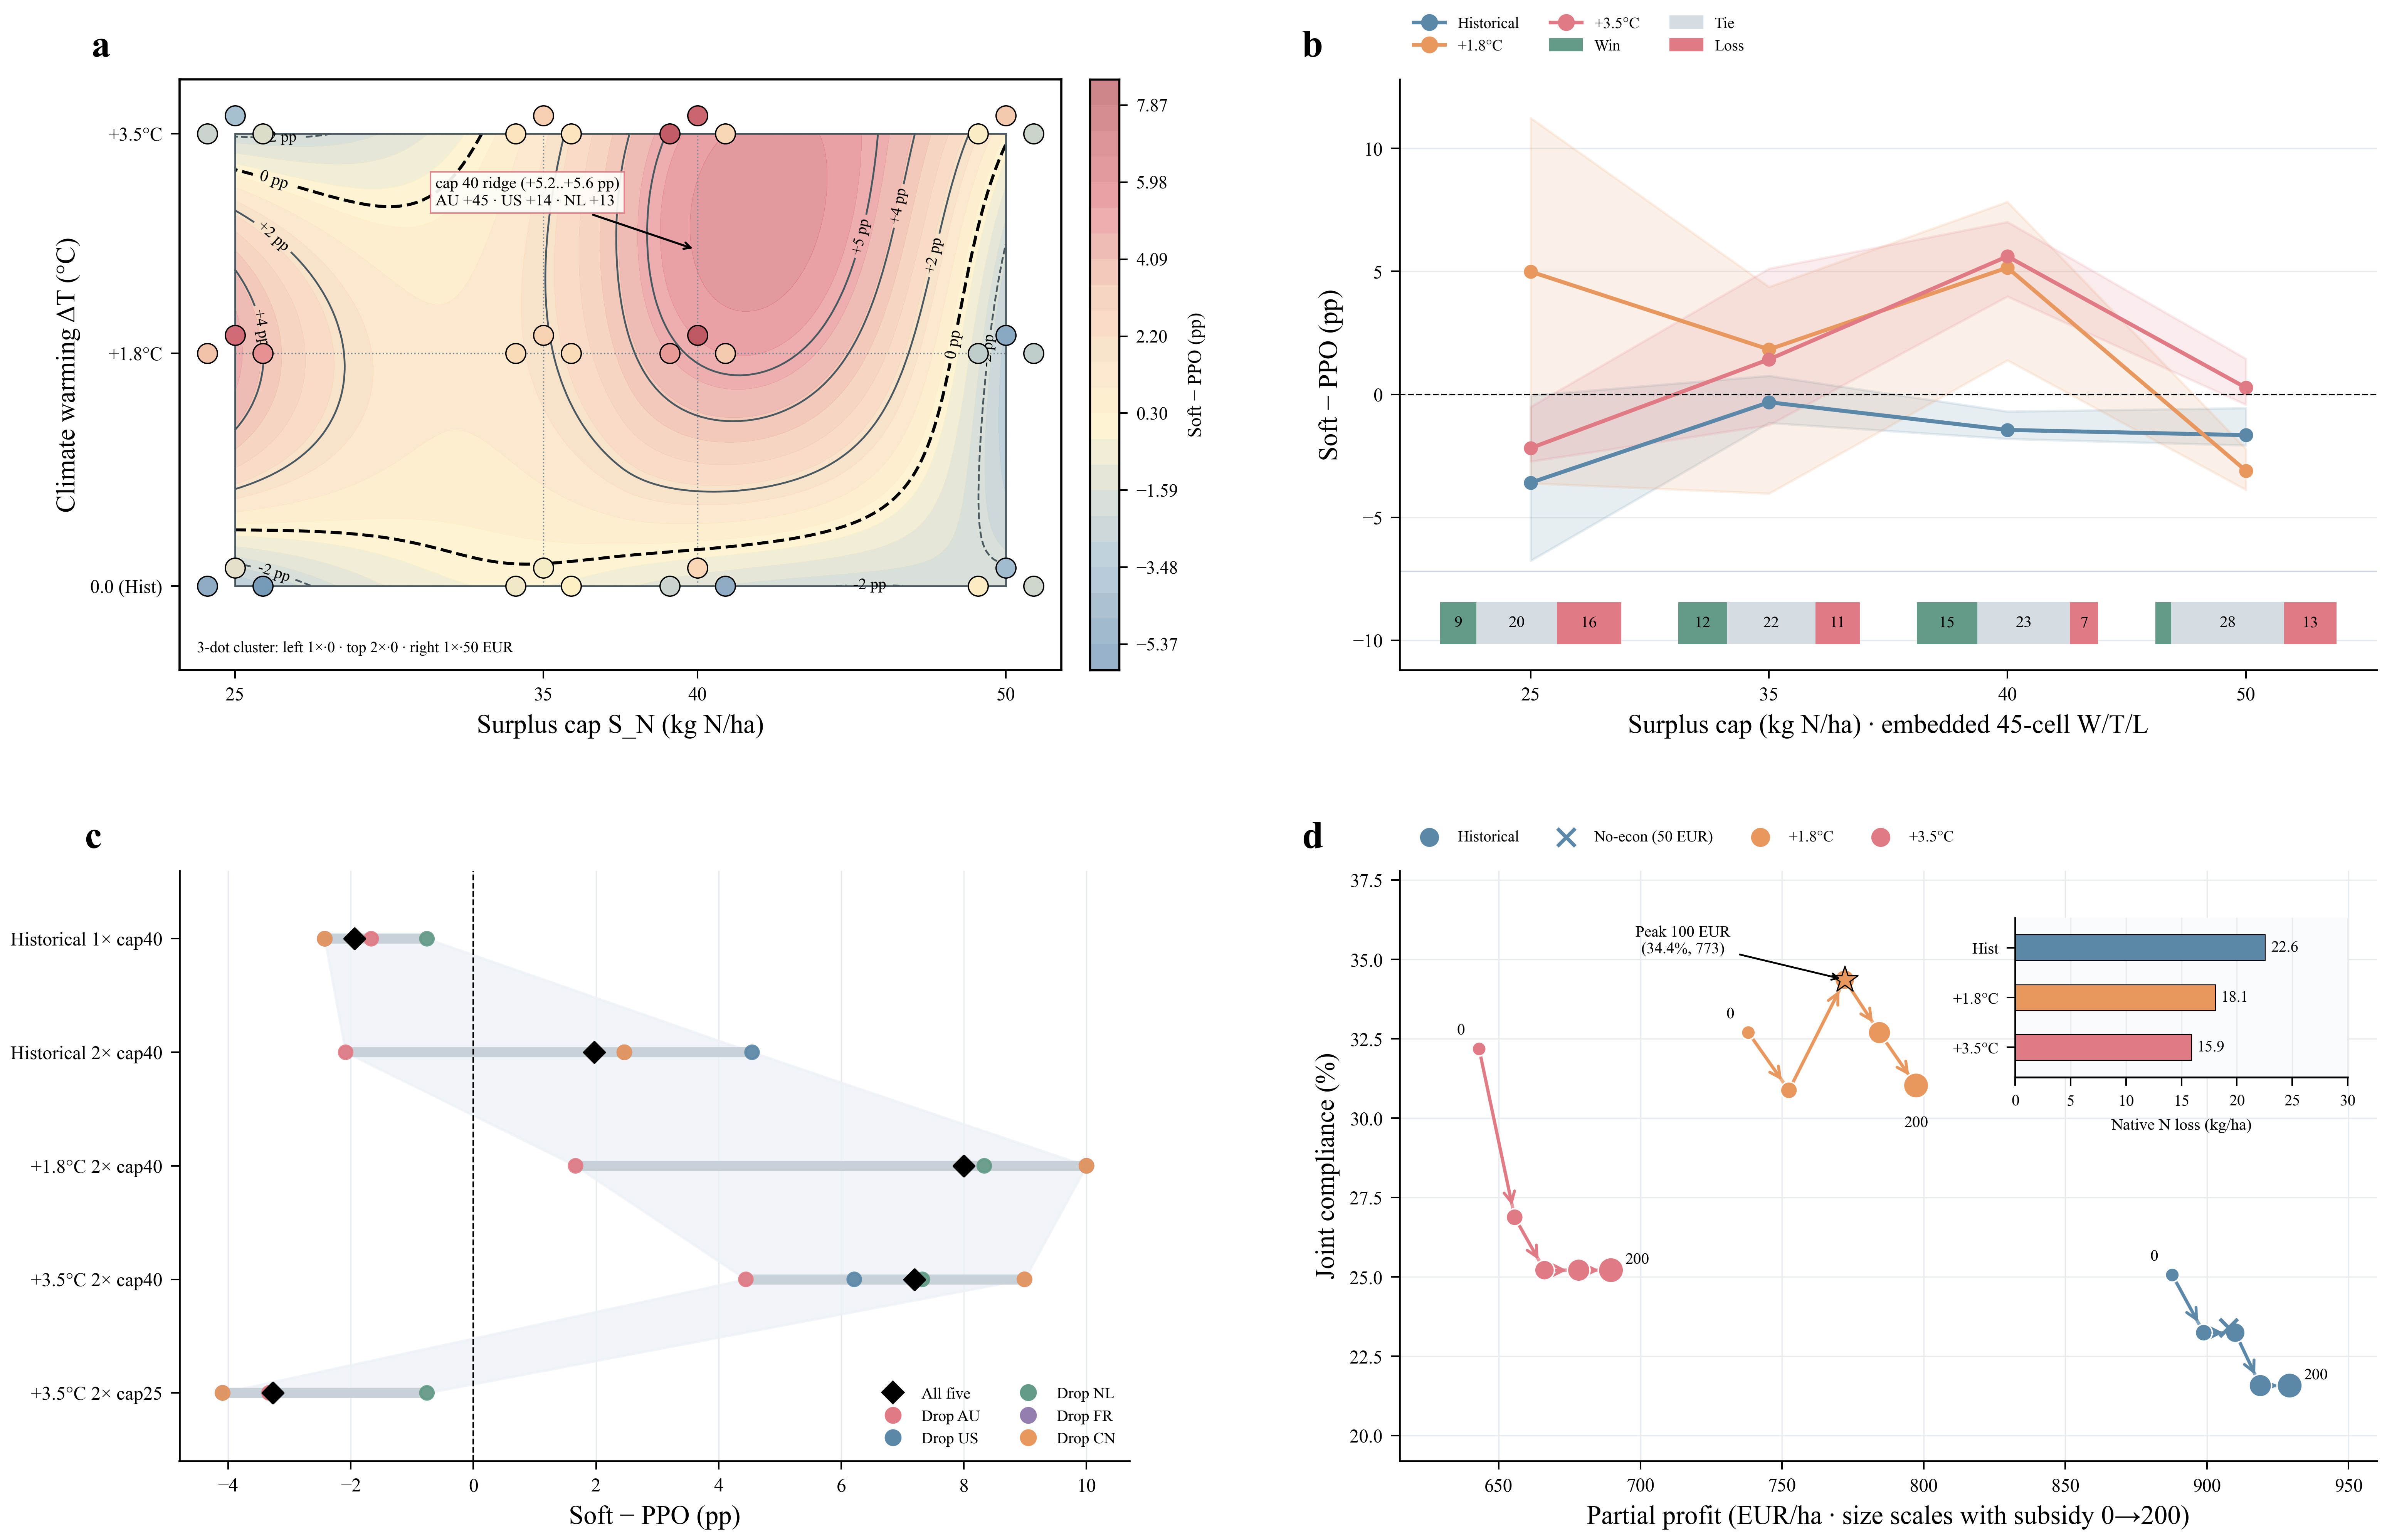 a
+3.5°C
+1.8°C
0.0 (Hist)
Climate warming ΔT (°C)
2 pp
0 pp
+2 pp
+4 pp
-2 pp
cap 40 ridge (+5.2..+5.6 pp)
AU +45 · US +14 · NL +13
+5 pp
+4 pp
+2 pp
0 pp
-2 pp
3-dot cluster: left 1×·0 · top 2×·0 · right 1×·50 EUR
25
35
40
50
Surplus cap S_N (kg N/ha)
7.87
5.98
4.09
2.20
0.30
−1.59
−3.48
−5.37
Soft − PPO (pp)
b
Historical
+1.8°C
+3.5°C
Win
Tie
Loss
10
5
0
−5
−10
Soft − PPO (pp)
9
20
16
12
22
11
15
23
7
28
13
25
35
40
50
Surplus cap (kg N/ha) · embedded 45-cell W/T/L
c
Historical 1× cap40
Historical 2× cap40
+1.8°C 2× cap40
+3.5°C 2× cap40
+3.5°C 2× cap25
All five
Drop AU
Drop US
Drop NL
Drop FR
Drop CN
−4
−2
0
2
4
6
8
10
Soft − PPO (pp)
d
Historical
No-econ (50 EUR)
+1.8°C
+3.5°C
37.5
35.0
32.5
30.0
27.5
25.0
22.5
20.0
Joint compliance (%)
0
200
0
Peak 100 EUR
(34.4%, 773)
200
0
200
Hist
+1.8°C
+3.5°C
22.6
18.1
15.9
0
5
10
15
20
25
30
Native N loss (kg/ha)
650
700
750
800
850
900
950
Partial profit (EUR/ha · size scales with subsidy 0→200)